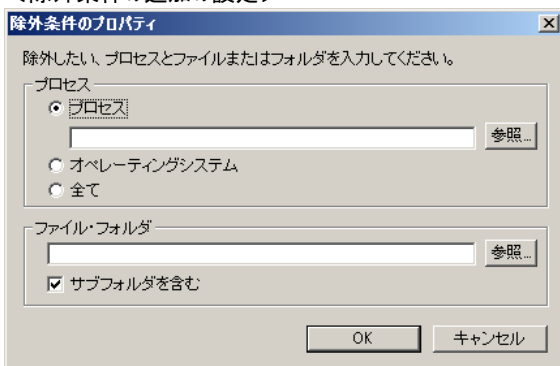 除外条件のプロパティ
除外したい、プロセスとファイルまたはフォルダを入力してください。
プロセス
プロセス
参照...
オペレーティングシステム
全て
ファイル・フォルダ
参照...
サブフォルダを含む
OK
キャンセル